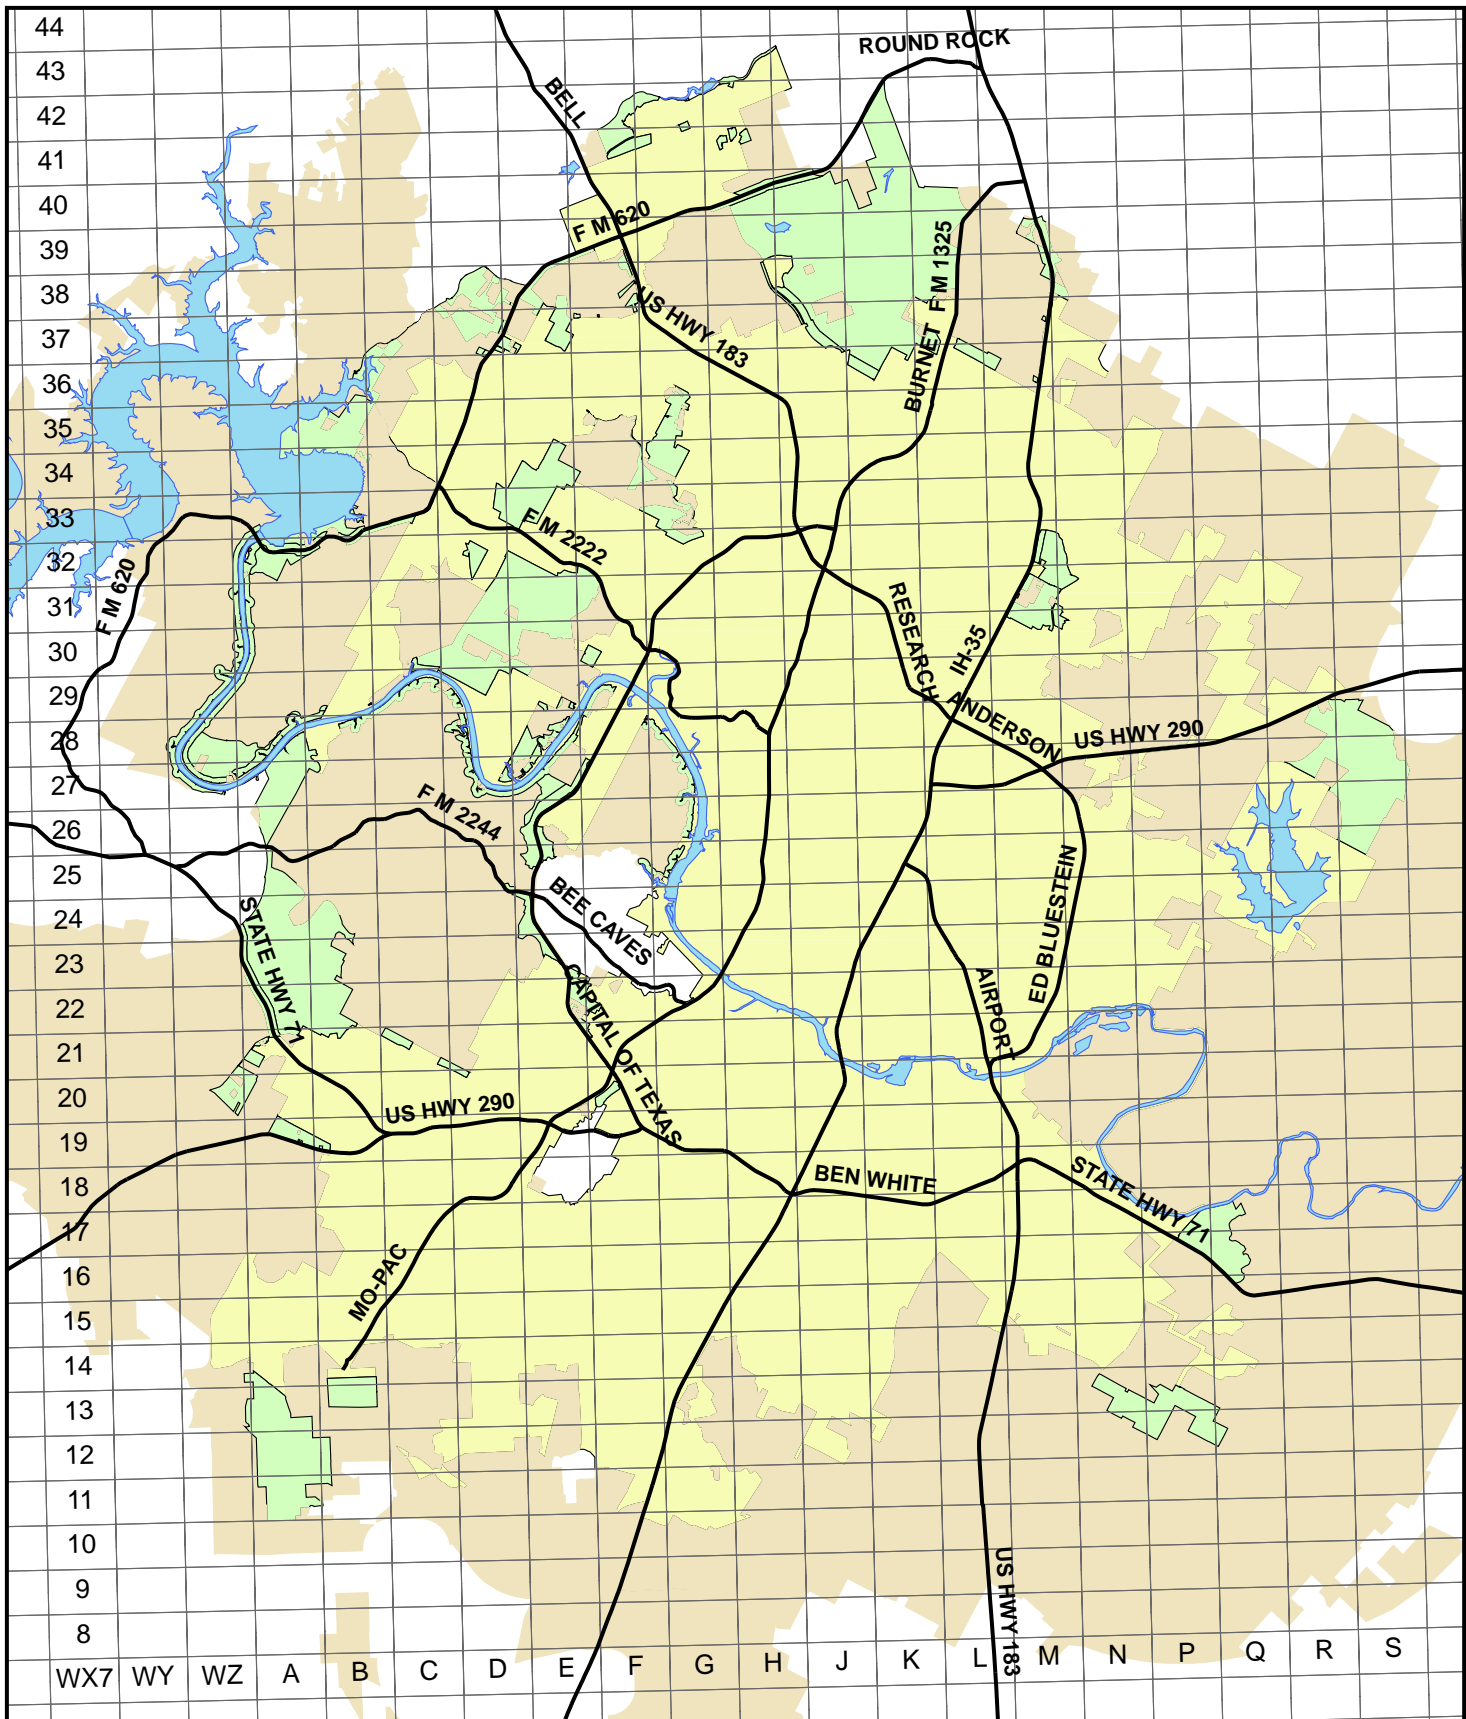 44
ROUND ROCK
43
BELL
42
41
40
F M 620
39
F M 1325
38
US HWY 183
37
BURNET
36
35
34
33
F M 2222
32
F M 620
31
RESEARCH
IH-35
30
29
ANDERSON
28
US HWY 290
27
F M 2244
26
25
BEE CAVES
ED BLUESTEIN
24
STATE HWY 71
23
CAPITAL OF TEXAS
AIRPORT
22
21
20
US HWY 290
19
BEN WHITE
STATE HWY 71
18
17
16
MO-PAC
15
14
13
12
11
10
9
US HWY 183
8
WX7 WY WZ A B C D E F G H J K L M N P Q R S